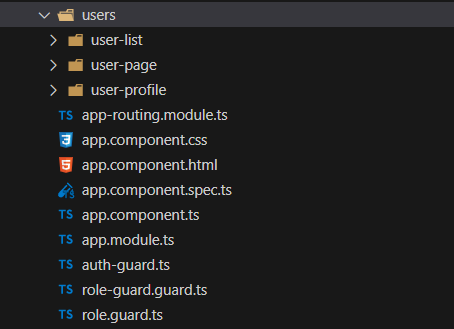 users
user-list
user-page
user-profile
TS app-routing.module.ts
app.component.css
app.component.html
app.component.spec.ts
TS app.component.ts
TS app.module.ts
TS auth-guard.ts
TS role-guard.guard.ts
TS role.guard.ts